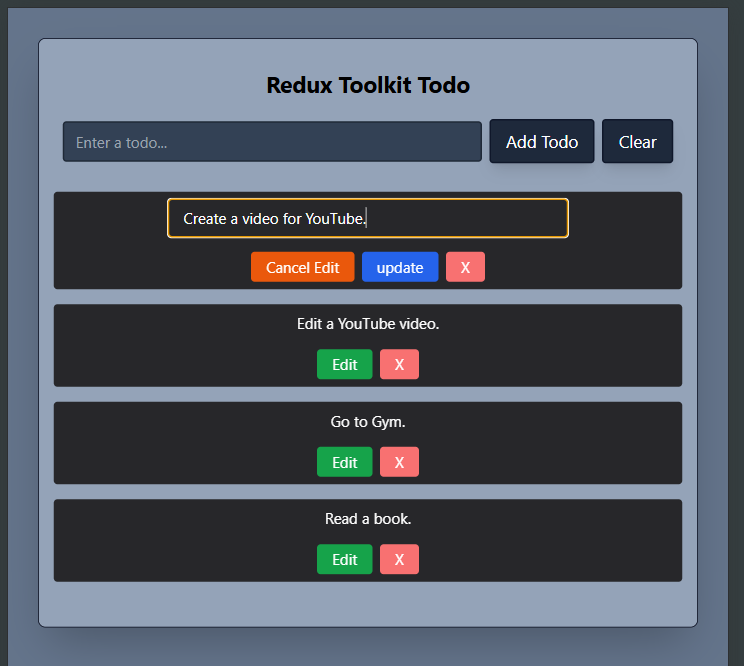 Redux Toolkit Todo
Enter a todo...
Add Todo
Clear
Create a video for YouTube.
Cancel Edit
update
X
Edit a YouTube video.
Edit
X
Go to Gym.
Edit
X
Read a book.
Edit
X